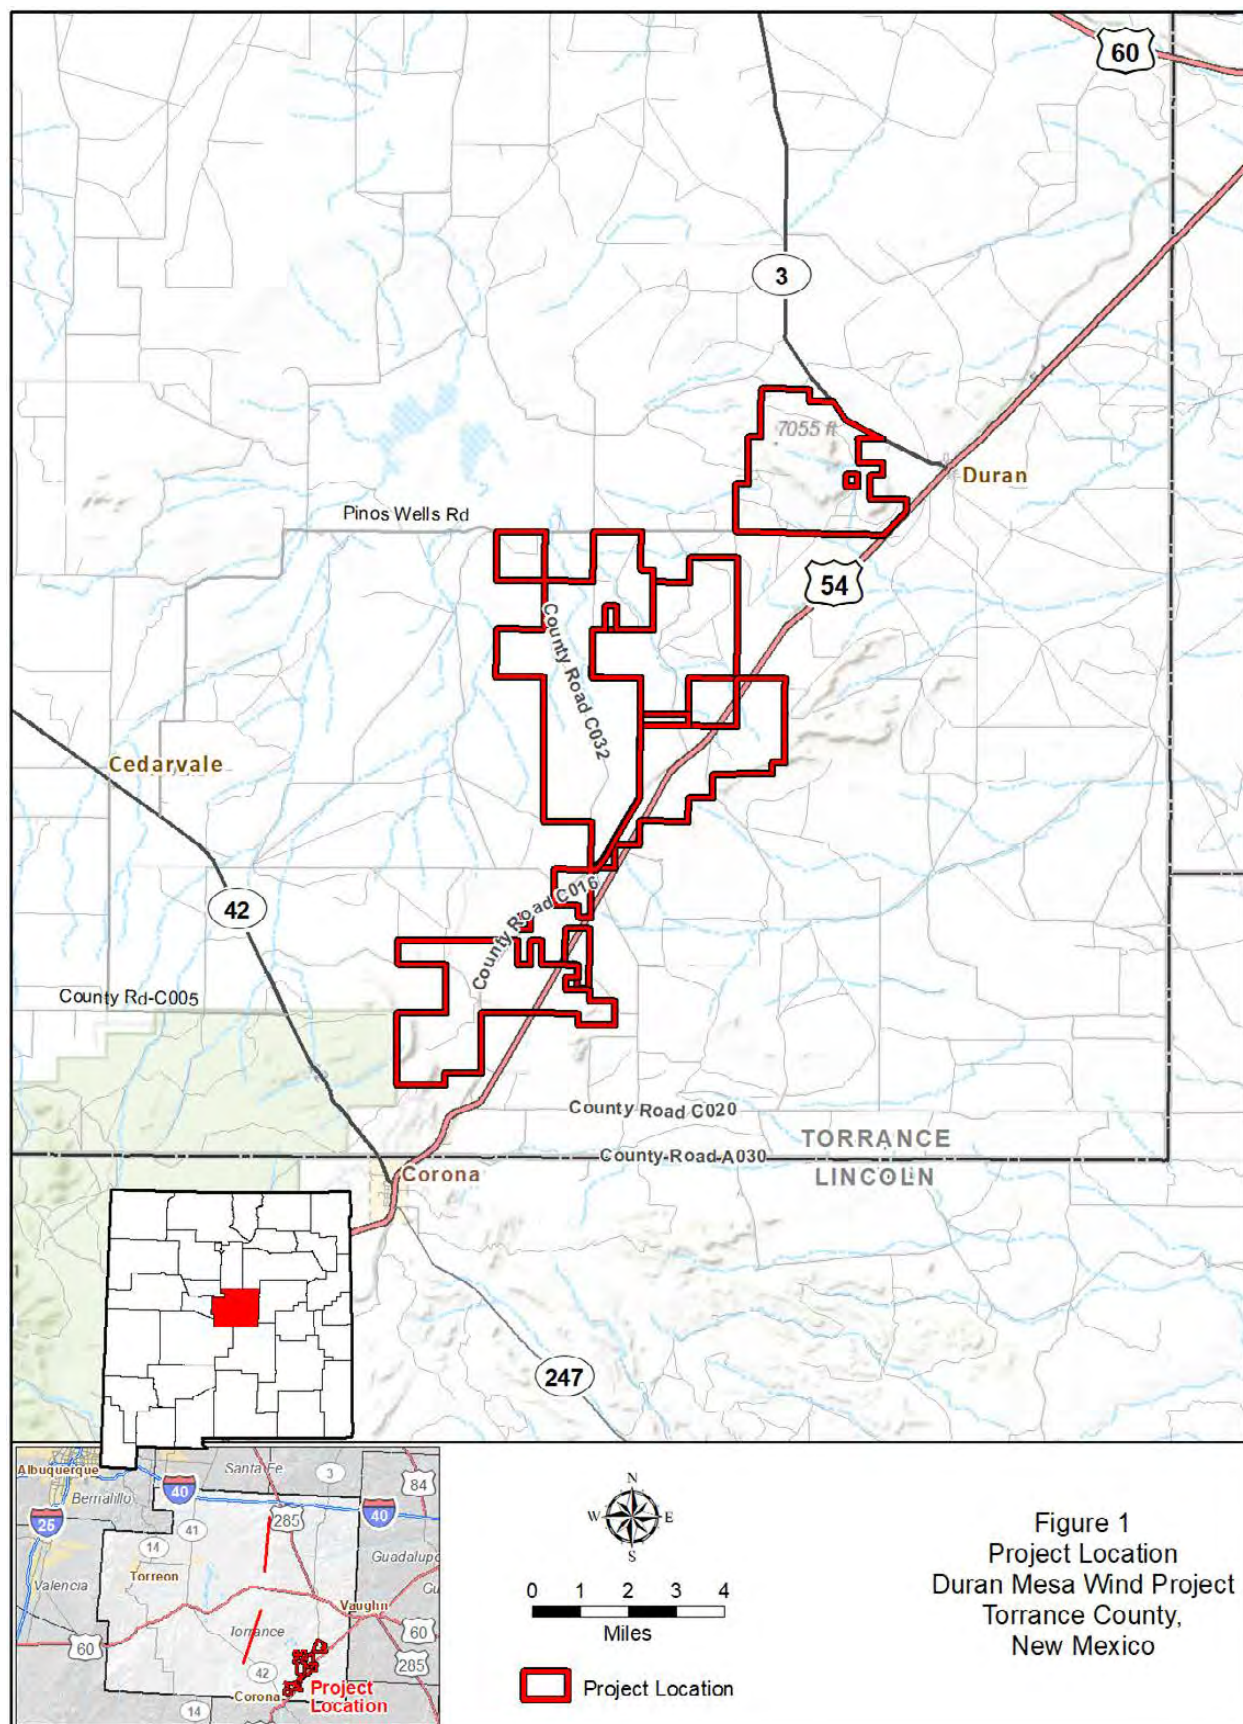 60
3
7055 ft
Duran
Pinos Wells Rd
54
County Road C032
Cedarvale
42
County Road C016
County Rd-C005
County Road C020
TORRANCE
County-Road-A030
LINCOLN
Corona
247
Albuquerque
Santa Fe
3
84
Bernalillo
40
40
25
41
285
14
Guadalupe
Torreon
Valencia
Vaughn
Torrance
60
60
285
42
Corona
Project
Location
14
N
W
E
S
0 1 2 3 4
Miles
Project Location
Figure 1
Project Location
Duran Mesa Wind Project
Torrance County,
New Mexico